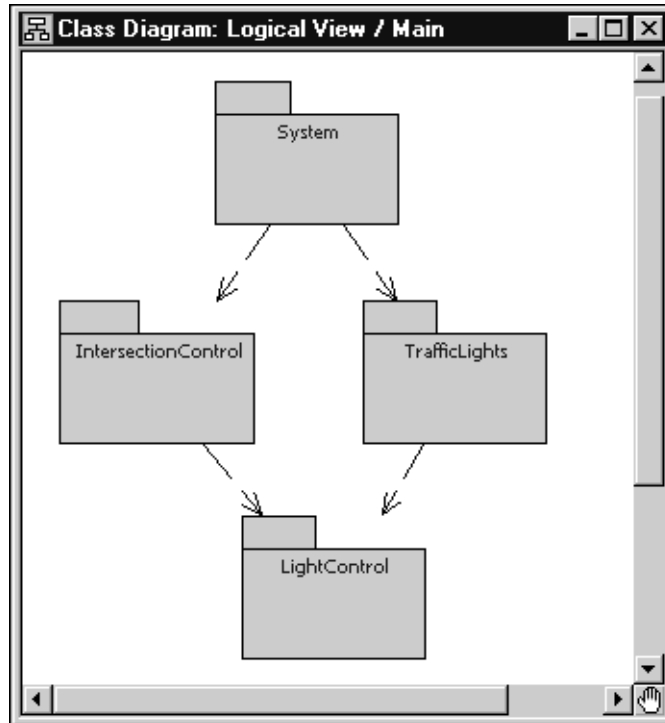 Class Diagram: Logical View / Main
System
IntersectionControl
TrafficLights
LightControl